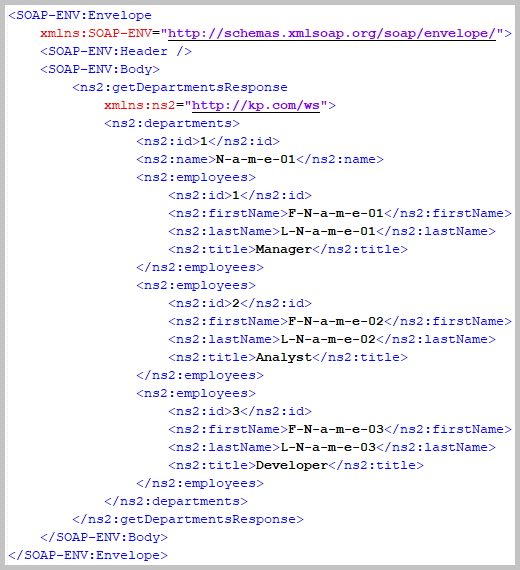 <SOAP-ENV:Envelope
xmlns:SOAP-ENV="http://schemas.xmlsoap.org/soap/envelope/">
<SOAP-ENV:Header />
<SOAP-ENV:Body>
<ns2:getDepartmentsResponse
xmlns:ns2="http://kp.com/ws">
<ns2:departments>
<ns2:id>1</ns2:id>
<ns2:name>N-a-m-e-01</ns2:name>
<ns2:employees>
<ns2:id>1</ns2:id>
<ns2:firstName>F-N-a-m-e-01</ns2:firstName>
<ns2:lastName>L-N-a-m-e-01</ns2:lastName>
<ns2:title>Manager</ns2:title>
</ns2:employees>
<ns2:employees>
<ns2:id>2</ns2:id>
<ns2:firstName>F-N-a-m-e-02</ns2:firstName>
<ns2:lastName>L-N-a-m-e-02</ns2:lastName>
<ns2:title>Analyst</ns2:title>
</ns2:employees>
<ns2:employees>
<ns2:id>3</ns2:id>
<ns2:firstName>F-N-a-m-e-03</ns2:firstName>
<ns2:lastName>L-N-a-m-e-03</ns2:lastName>
<ns2:title>Developer</ns2:title>
</ns2:employees>
</ns2:departments>
</ns2:getDepartmentsResponse>
</SOAP-ENV:Body>
</SOAP-ENV:Envelope>